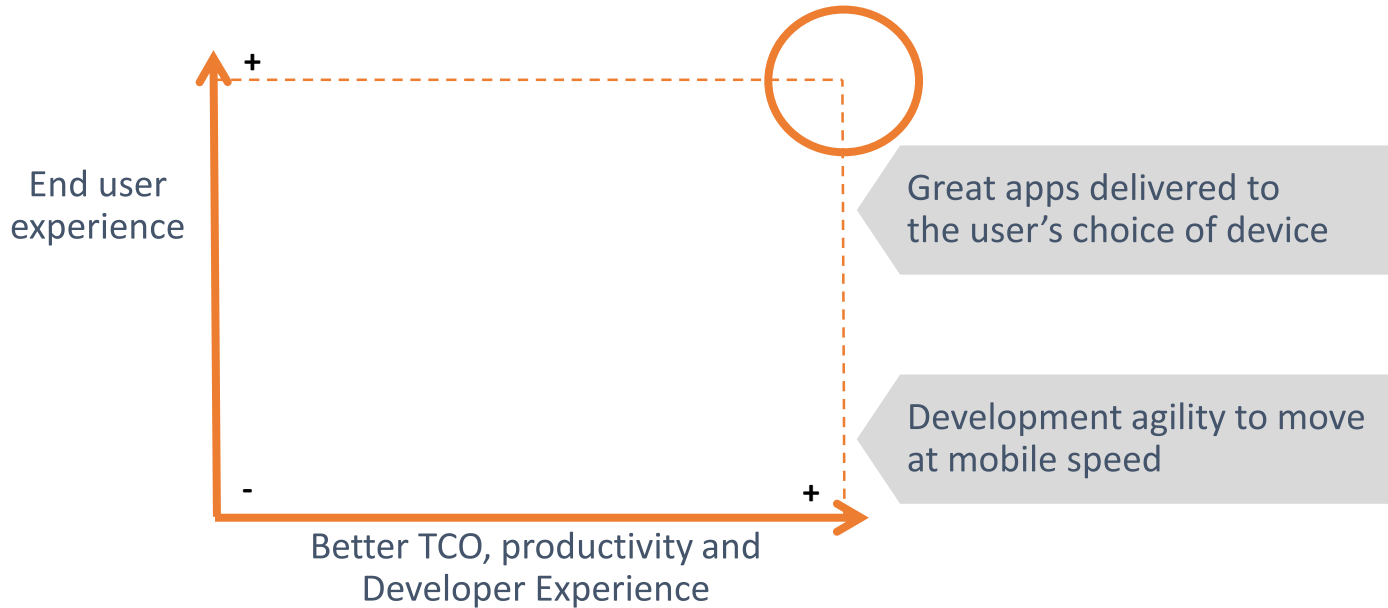 +
End user
experience
Great apps delivered to
the user’s choice of device
Development agility to move
at mobile speed
-
+
Better TCO, productivity and
Developer Experience